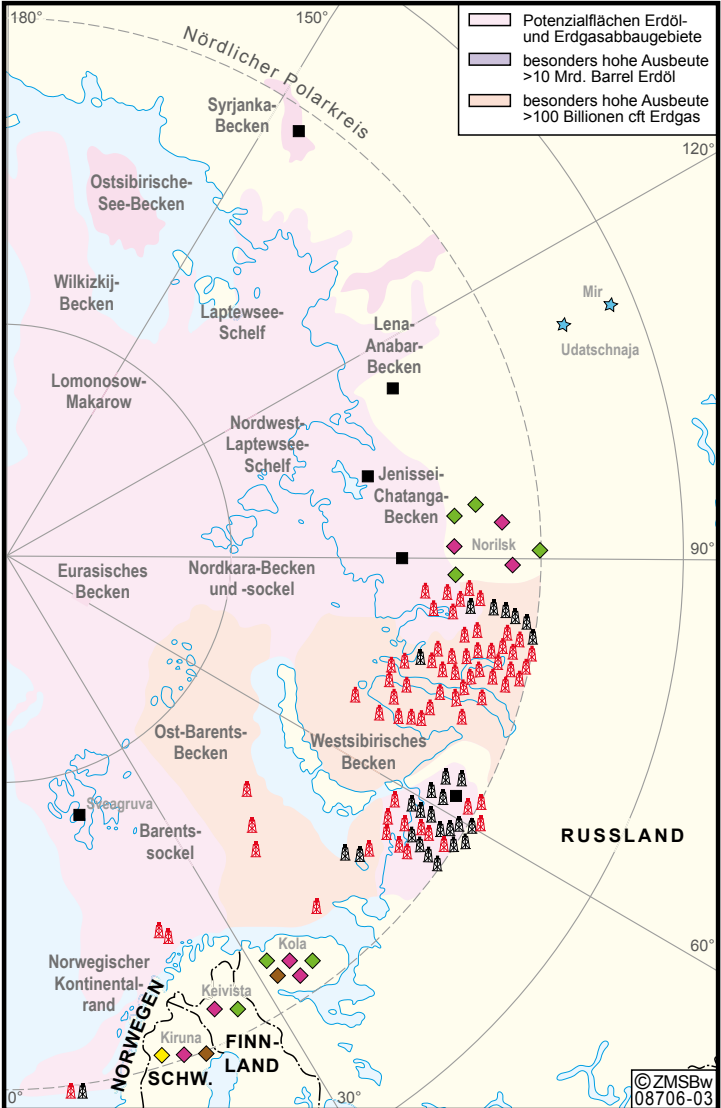 180°
150°
Potenzialflächen Erdöl-
und Erdgasabbaugebiete
besonders hohe Ausbeute
>10 Mrd. Barrel Erdöl
besonders hohe Ausbeute
>100 Billionen cft Erdgas
Nördlicher Polarkreis
Syrjanka-
Becken
120°
Ostsibirische-
See-Becken
Wilkizkij-
Becken
Laptewsee-
Schelf
Mir
Udatschnaja
Lena-
Anabar-
Becken
Lomonosow-
Makarow
Nordwest-
Laptewsee-
Schelf
Jenissei-
Chatanga-
Becken
Norilsk
90°
Eurasisches
Becken
Nordkara-Becken
und -sockel
Ost-Barents-
Becken
Westsibirisches
Becken
Sveagruva
Barents-
sockel
RUSSLAND
60°
Kola
Norwegischer
Kontinental-
rand
Keivista
NORWEGEN
Kiruna
FINN-
LAND
SCHW.
0°
30°
©ZMSBw
08706-03